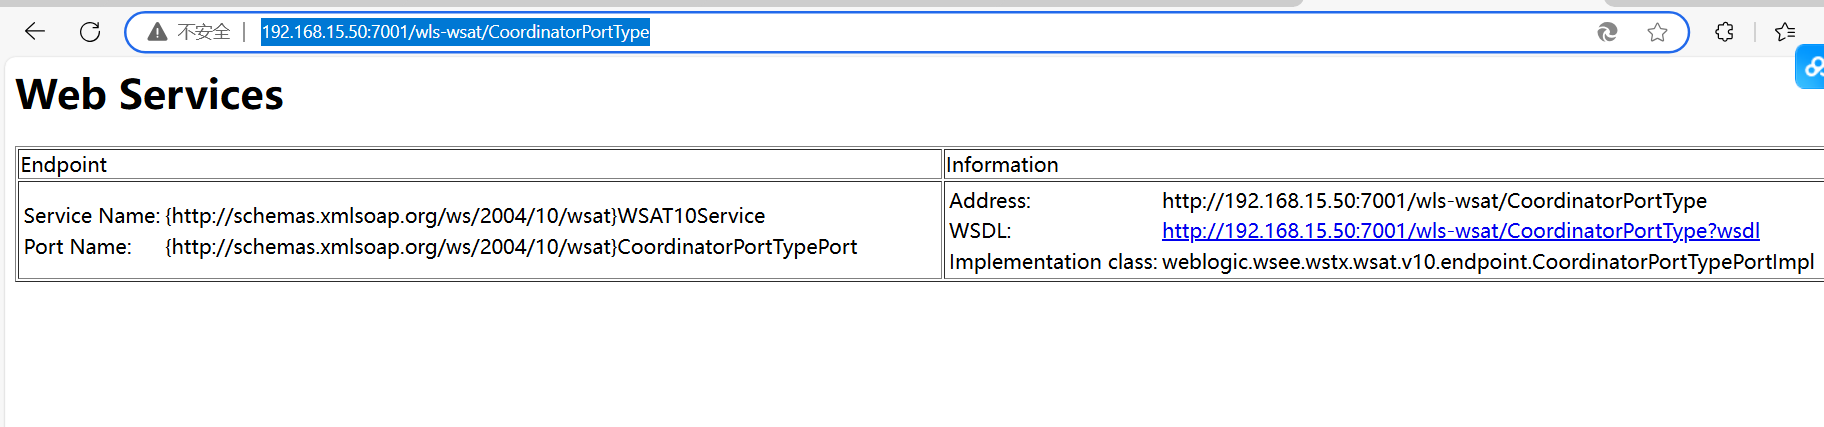 不安全 192.168.15.50:7001/wls-wsat/CoordinatorPortType
Web Services
Endpoint Information
Service Name: {http://schemas.xmlsoap.org/ws/2004/10/wsat}WSAT10Service
Port Name: {http://schemas.xmlsoap.org/ws/2004/10/wsat}CoordinatorPortTypePort
Address: http://192.168.15.50:7001/wls-wsat/CoordinatorPortType
WSDL: http://192.168.15.50:7001/wls-wsat/CoordinatorPortType?wsdl
Implementation class: weblogic.wsee.wstx.wsat.v10.endpoint.CoordinatorPortTypePortImpl